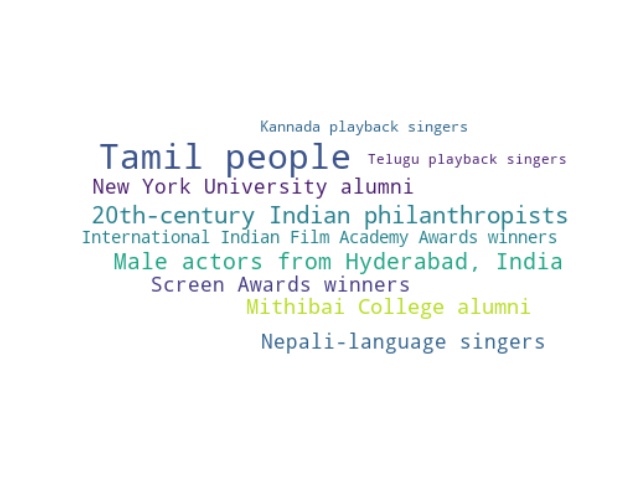 Kannada playback singers
Tamil people
Telugu playback singers
New York University alumni
20th-century Indian philanthropists
International Indian Film Academy Awards winners
Male actors from Hyderabad, India
Screen Awards winners
Mithibai College alumni
Nepali-language singers